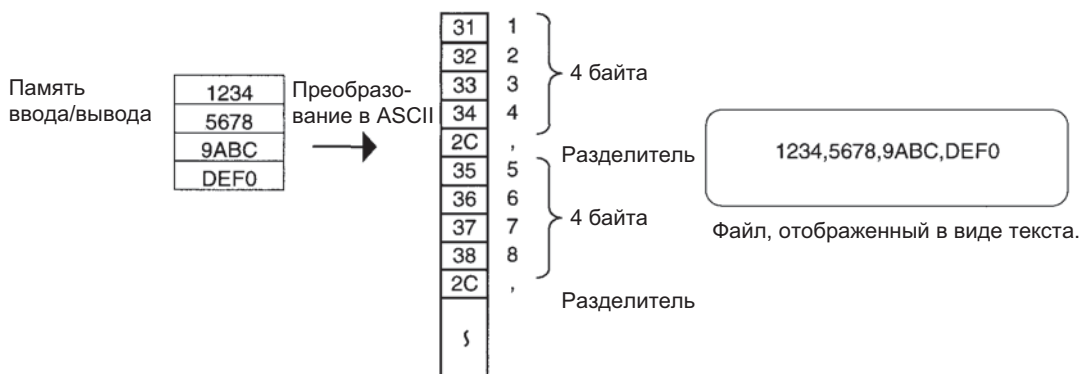 Память
ввода/вывода
1234
5678
9ABC
DEF0
Преобразо-
вание в ASCII
31 1
32 2
33 3
34 4
2C ,
35 5
36 6
37 7
38 8
2C ,
4 байта
Разделитель
4 байта
Разделитель
1234,5678,9ABC,DEF0
Файл, отображенный в виде текста.